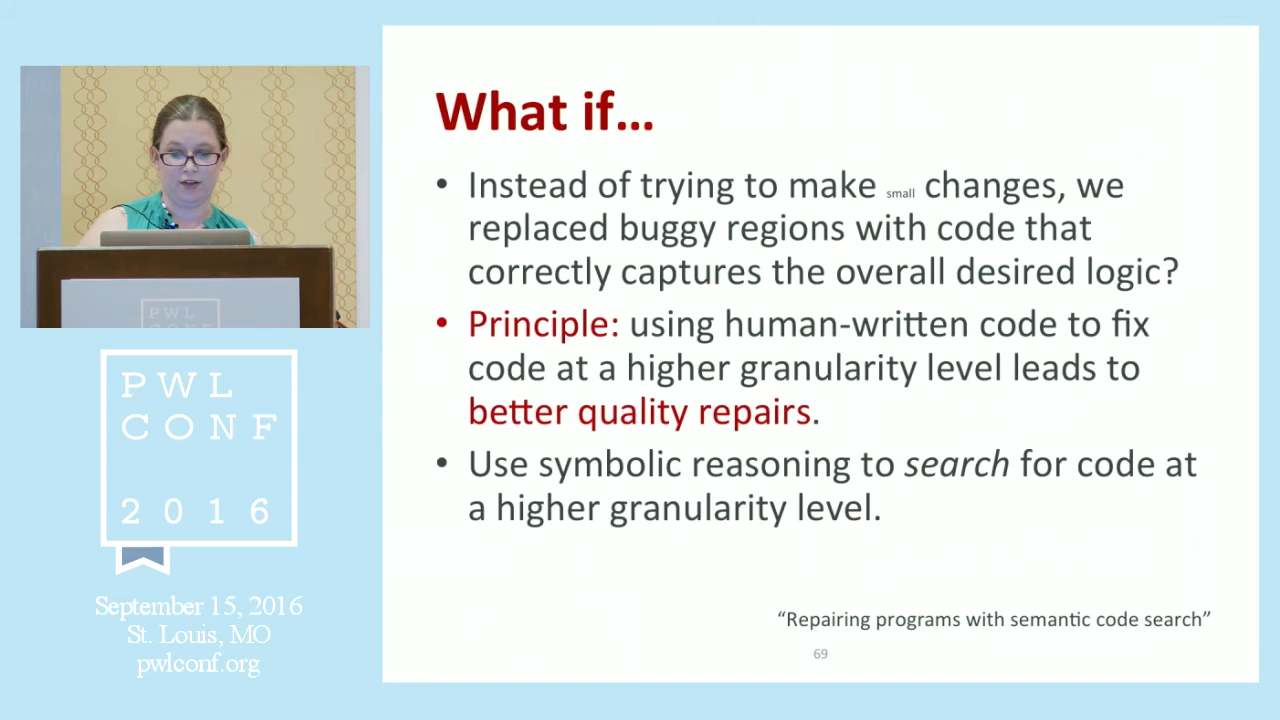 What if…
• Instead of trying to make small changes, we
replaced buggy regions with code that
correctly captures the overall desired logic?
• Principle: using human-written code to fix
code at a higher granularity level leads to
better quality repairs.
• Use symbolic reasoning to search for code at
a higher granularity level.
"Repairing programs with semantic code search"
69
PWL
CONF
PWL
CONF
2016
September 15, 2016
St. Louis, MO
pwlconf.org